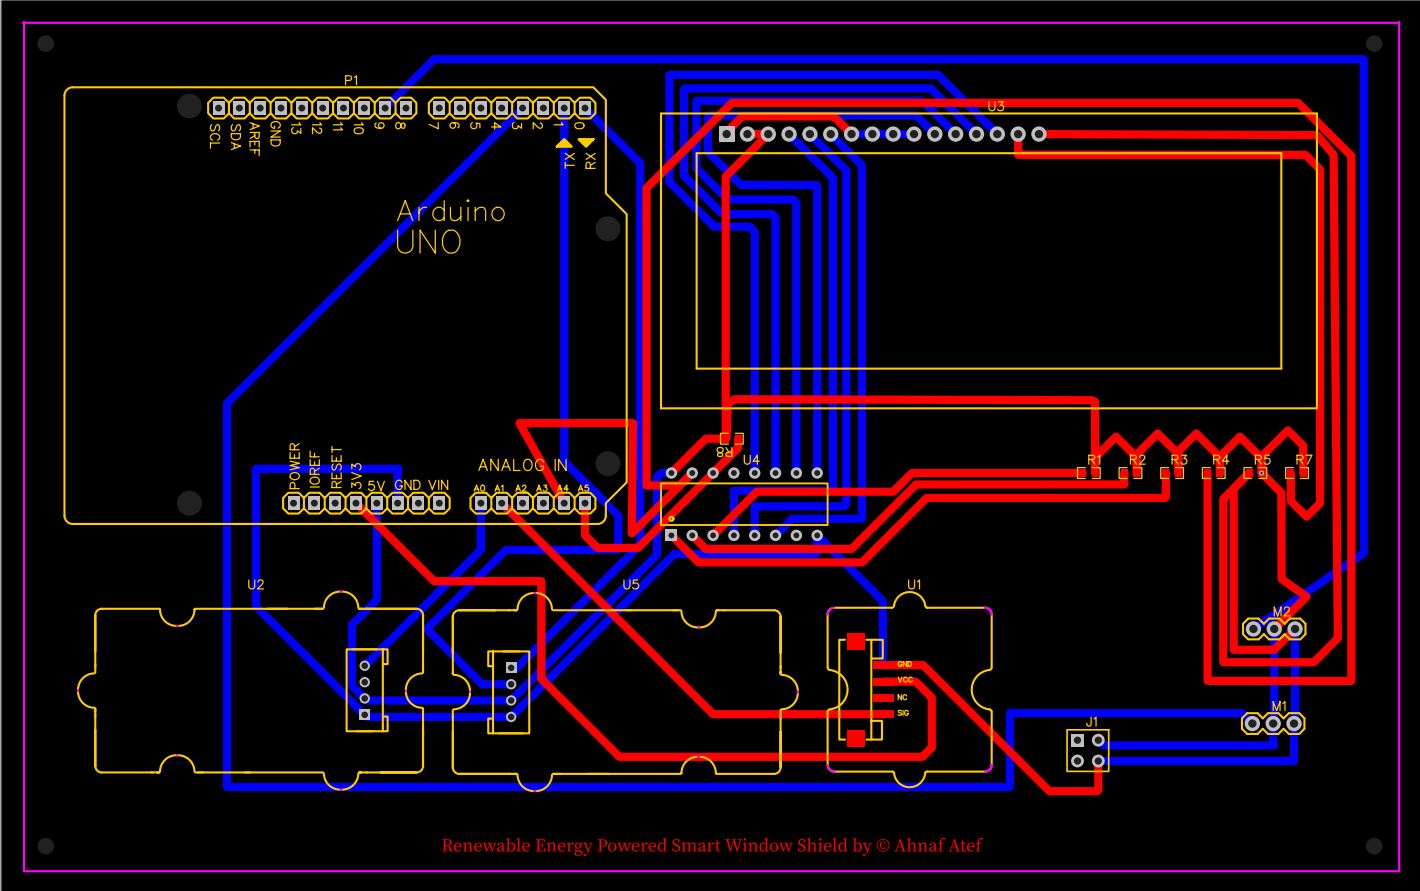 P1
SCL SDA AREF GND 13 12 11 10 9 8 7 6 5 4 3 2 1 0
TX RX
U3
Arduino
UNO
POWER IOREF RESET 3V3 5V GND VIN
ANALOG IN
A0 A1 A2 A3 A4 A5
R8
U4
R1 R2 R3 R4 R5 R7
U2
U5
U1
GND
VCC
NC
SIG
M2
M1
J1
Renewable Energy Powered Smart Window Shield by © Ahnaf Atef